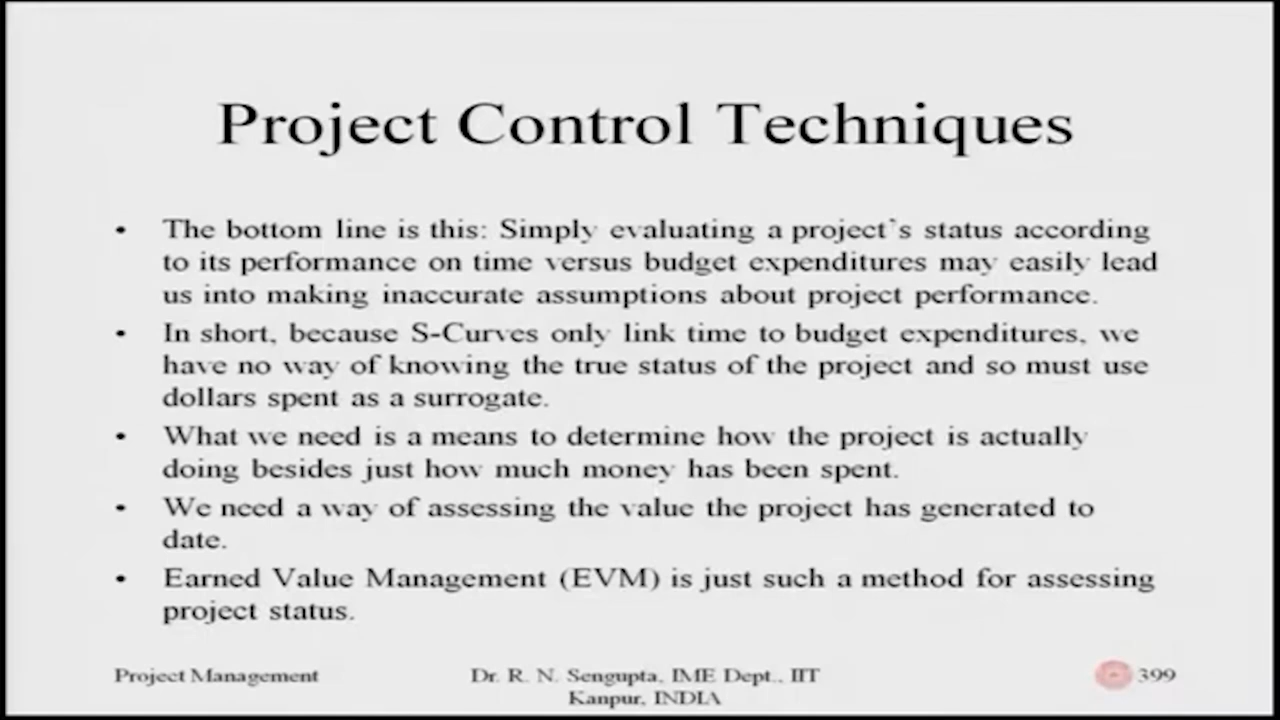 Project Control Techniques
• The bottom line is this: Simply evaluating a project`s status according
to its performance on time versus budget expenditures may easily lead
us into making inaccurate assumptions about project performance.
• In short, because S-Curves only link time to budget expenditures, we
have no way of knowing the true status of the project and so must use
dollars spent as a surrogate.
• What we need is a means to determine how the project is actually
doing besides just how much money has been spent.
• We need a way of assessing the value the project has generated to
date.
• Earned Value Management (EVM) is just such a method for assessing
project status.
Project Management
Dr. R. N. Sengupta, IME Dept., IIT
Kanpur, INDIA
399